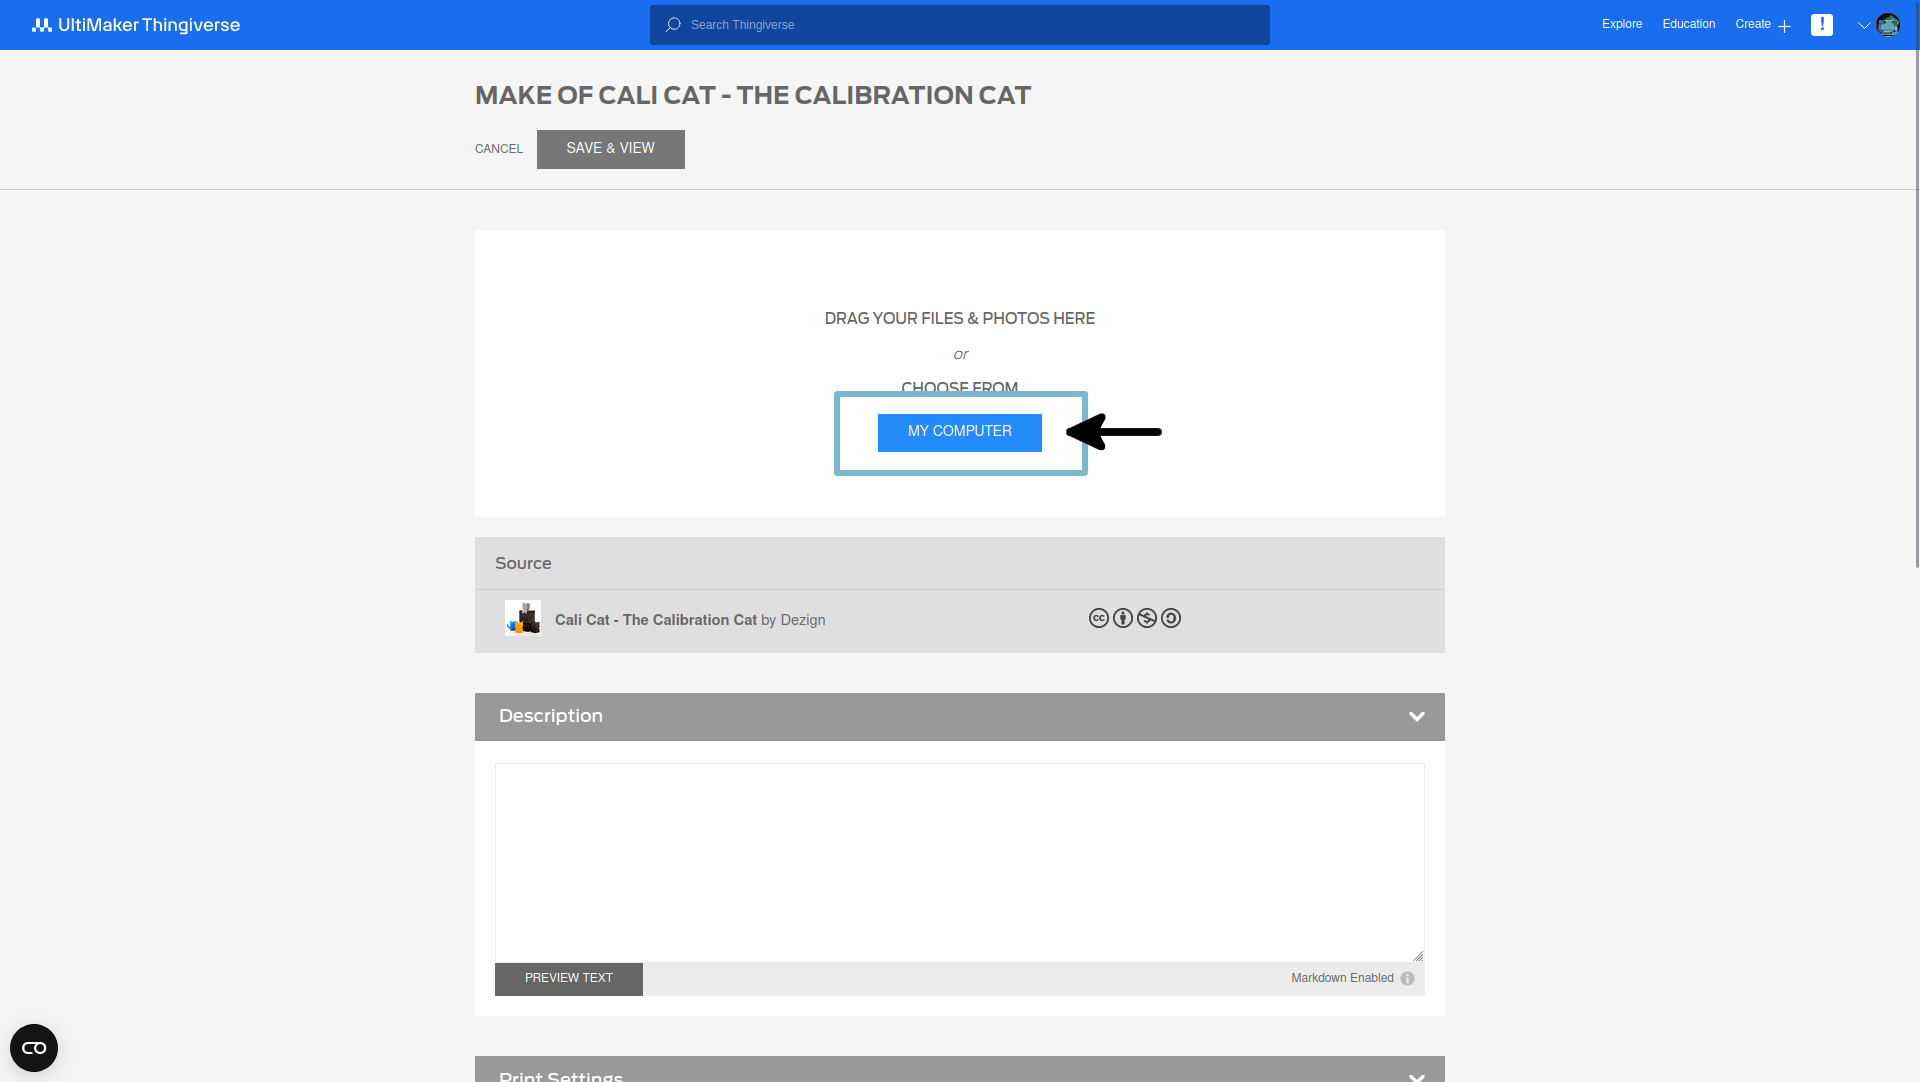 UltiMaker Thingiverse
Search Thingiverse
Explore
Education
Create
!
MAKE OF CALI CAT - THE CALIBRATION CAT
CANCEL
SAVE & VIEW
DRAG YOUR FILES & PHOTOS HERE
or
CHOOSE FROM
MY COMPUTER
Source
Cali Cat - The Calibration Cat by Dezign
cc
Description
PREVIEW TEXT
Markdown Enabled
Print Settings